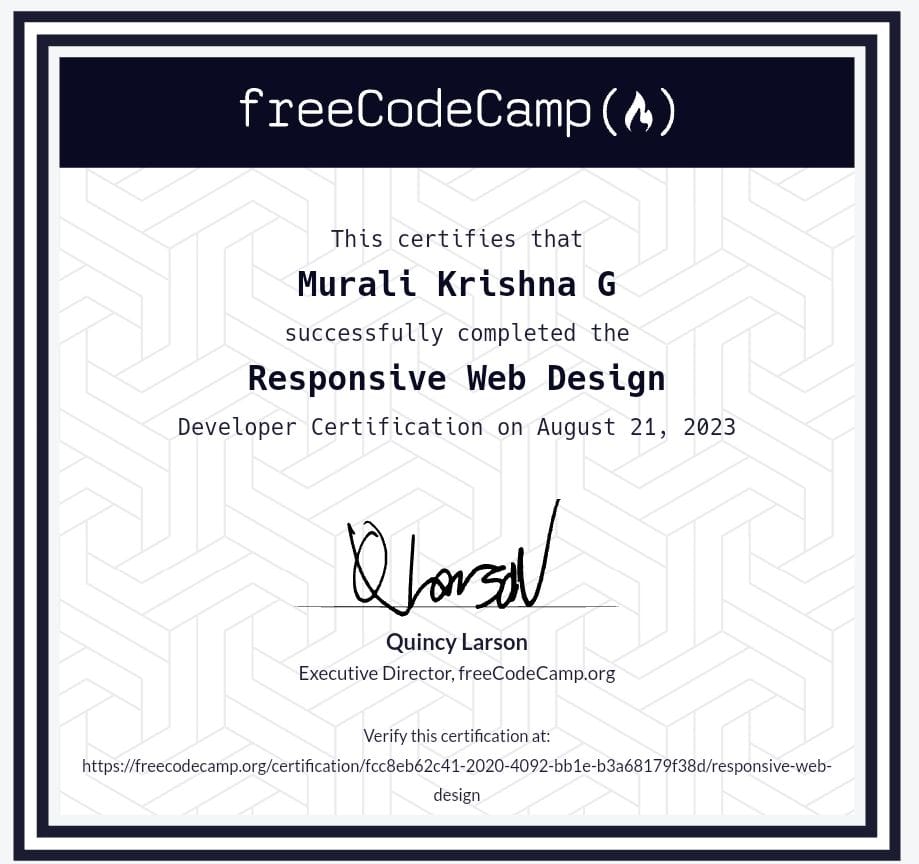 freeCodeCamp(🔥)
This certifies that
Murali Krishna G
successfully completed the
Responsive Web Design
Developer Certification on August 21, 2023
Q Larson
Quincy Larson
Executive Director, freeCodeCamp.org
Verify this certification at:
https://freecodecamp.org/certification/fcc8eb62c41-2020-4092-bb1e-b3a68179f38d/responsive-web-
design